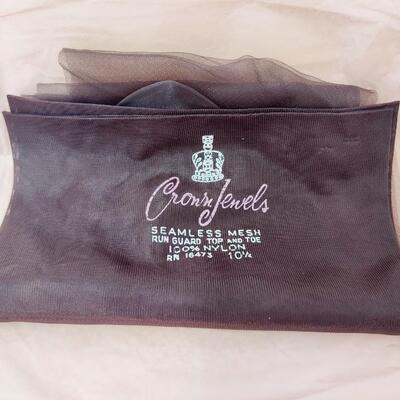 Crown Jewels
SEAMLESS MESH
RUN GUARD TOP AND TOE
100% NYLON
RN 16473 10½